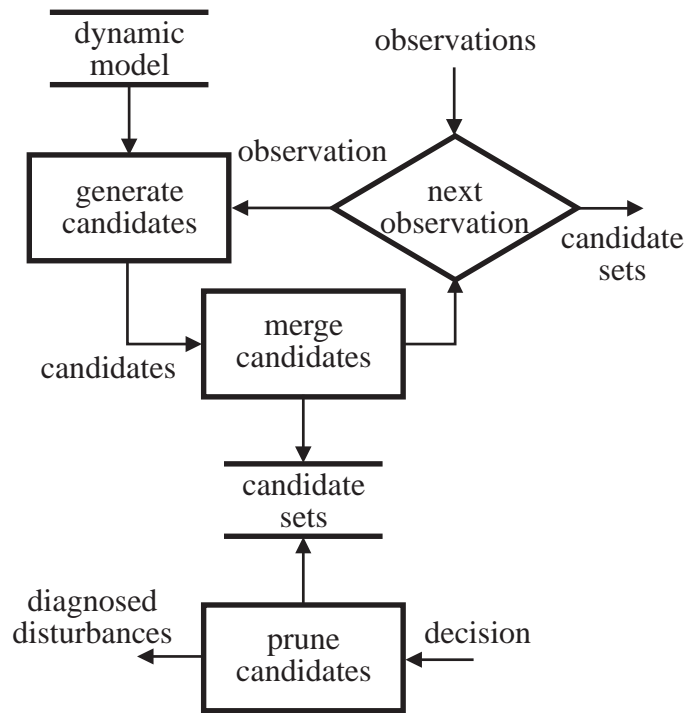 dynamic
model
observations
observation
generate
candidates
next
observation
candidate
sets
merge
candidates
candidates
candidate
sets
diagnosed
disturbances
prune
candidates
decision